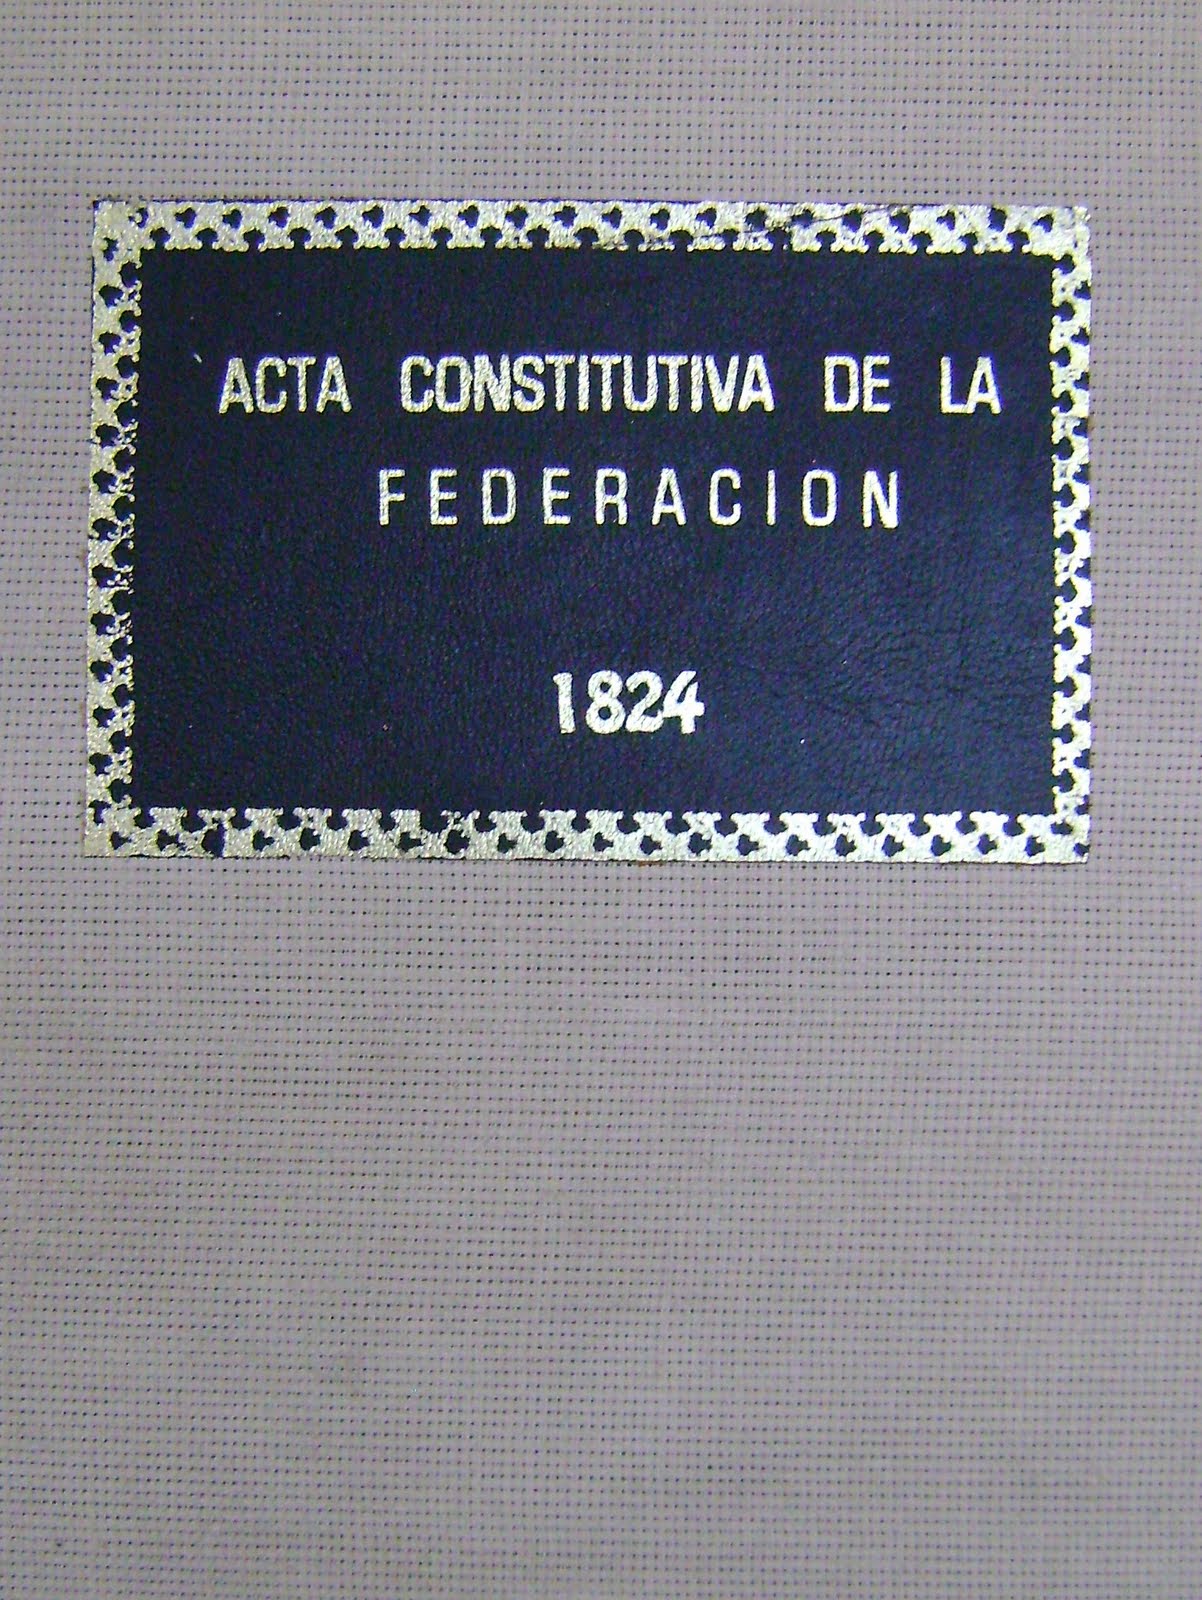 ACTA CONSTITUTIVA DE LA
FEDERACION
1824